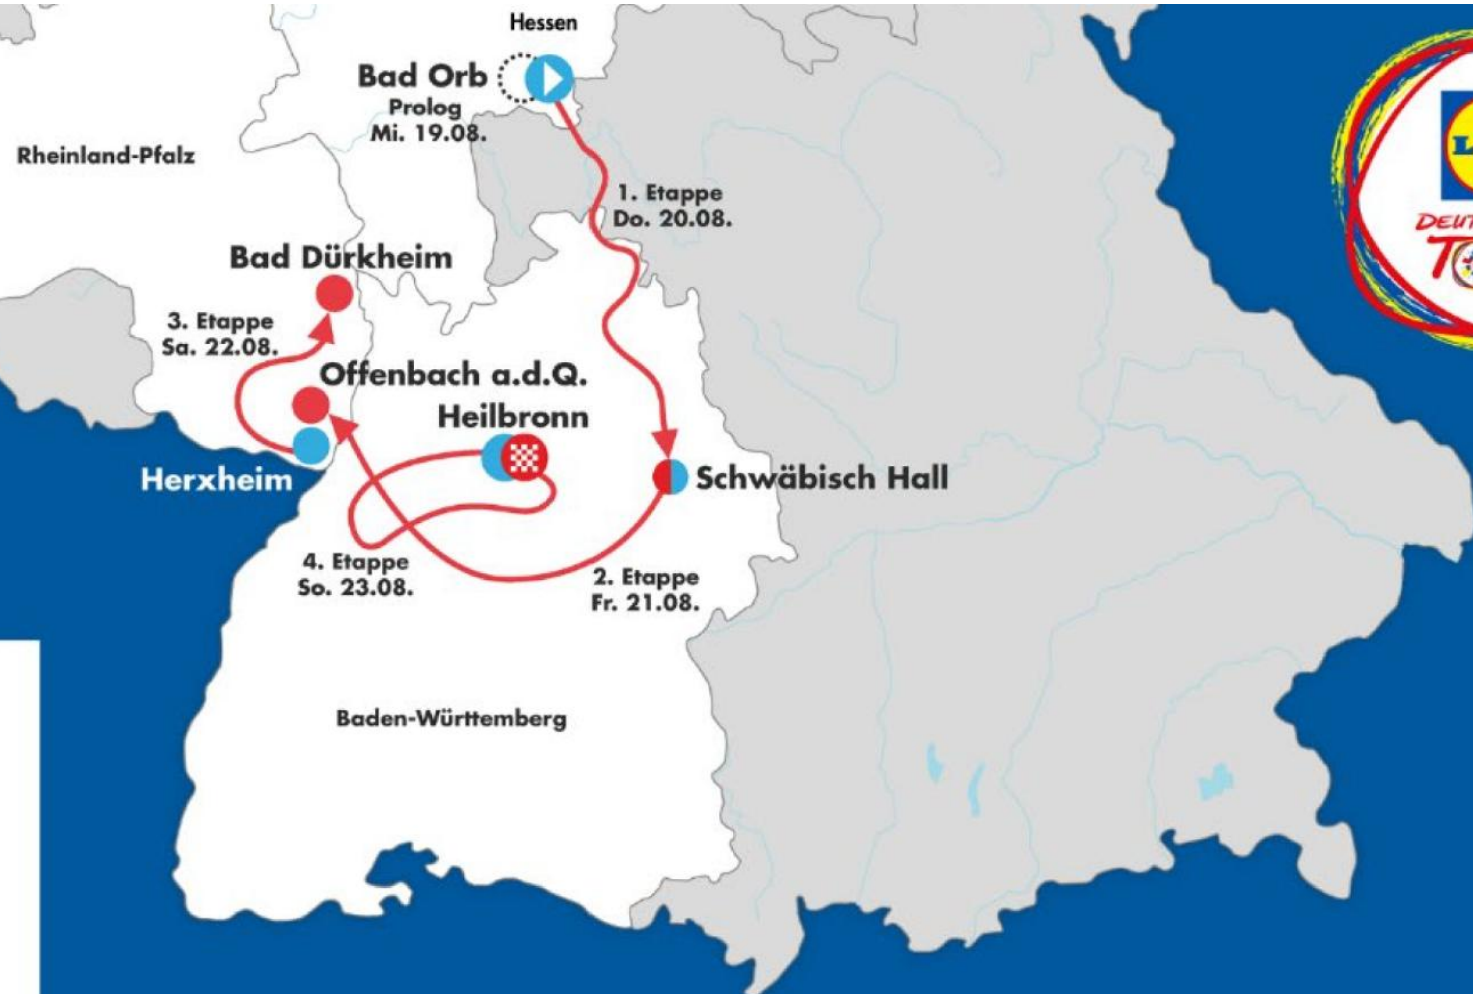 Hessen
Bad Orb
Prolog
Mi. 19.08.
Rheinland-Pfalz
1. Etappe
Do. 20.08.
Bad Dürkheim
3. Etappe
Sa. 22.08.
Offenbach a.d.Q.
Heilbronn
Herxheim
Schwäbisch Hall
4. Etappe
So. 23.08.
2. Etappe
Fr. 21.08.
Baden-Württemberg